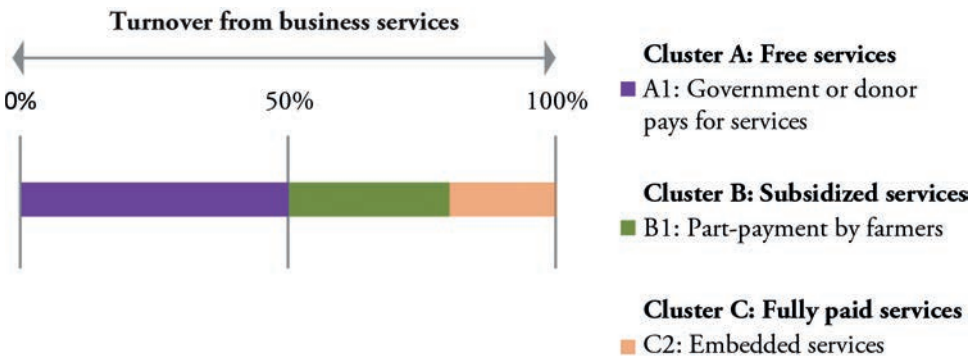 Turnover from business services
0%
50%
100%
Cluster A: Free services
A1: Government or donor
pays for services
Cluster B: Subsidized services
B1: Part-payment by farmers
Cluster C: Fully paid services
C2: Embedded services